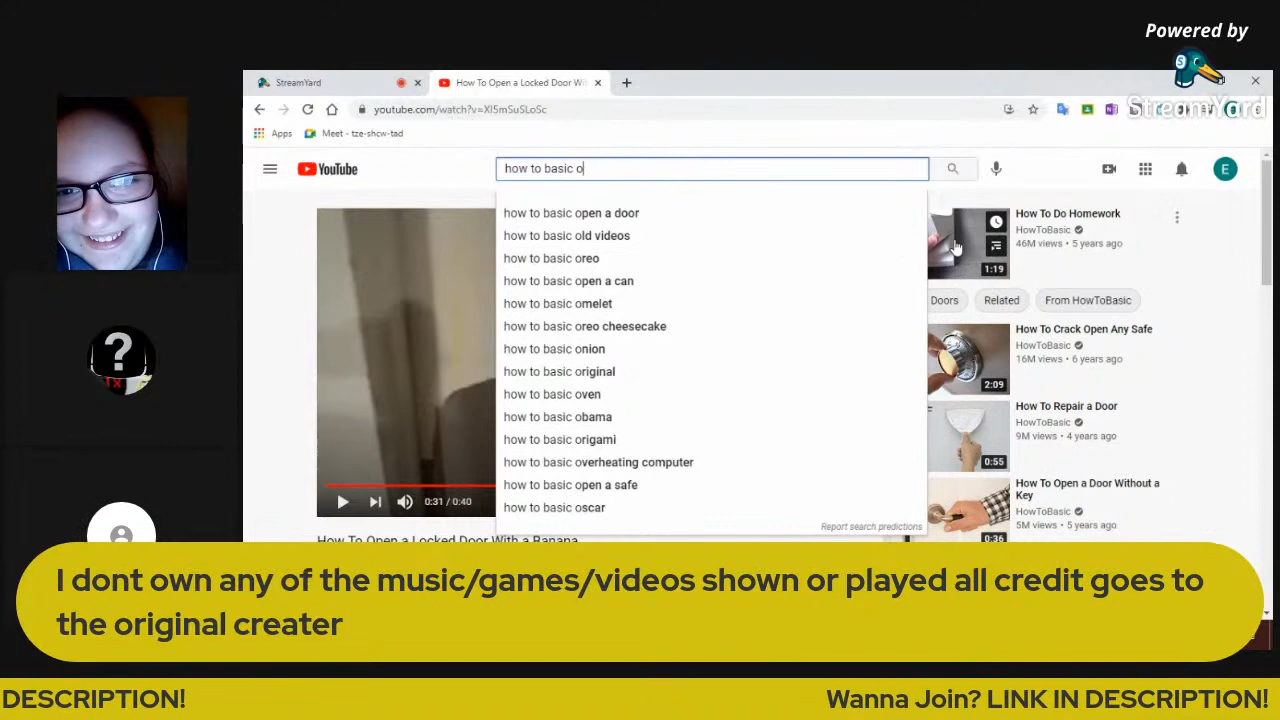 Powered by
StreamYard
StreamYard
How To Open a Locked Door Wit
youtube.com/watch?v=XI5mSuSLoSc
Apps
Meet - tze-shcw-tad
YouTube
how to basic o
E
how to basic open a door
how to basic old videos
how to basic oreo
how to basic open a can
how to basic omelet
how to basic oreo cheesecake
how to basic onion
how to basic original
how to basic oven
how to basic obama
how to basic origami
how to basic overheating computer
how to basic open a safe
how to basic oscar
Report search predictions
0:31 / 0:40
How To Open a Locked Door With a Banana
1:19
How To Do Homework
HowToBasic
46M views • 5 years ago
Doors
Related
From HowToBasic
2:09
How To Crack Open Any Safe
HowToBasic
16M views • 6 years ago
0:55
How To Repair a Door
HowToBasic
9M views • 4 years ago
0:36
How To Open a Door Without a
Key
HowToBasic
5M views • 5 years ago
?
I dont own any of the music/games/videos shown or played all credit goes to
the original creater
DESCRIPTION!
Wanna Join? LINK IN DESCRIPTION!